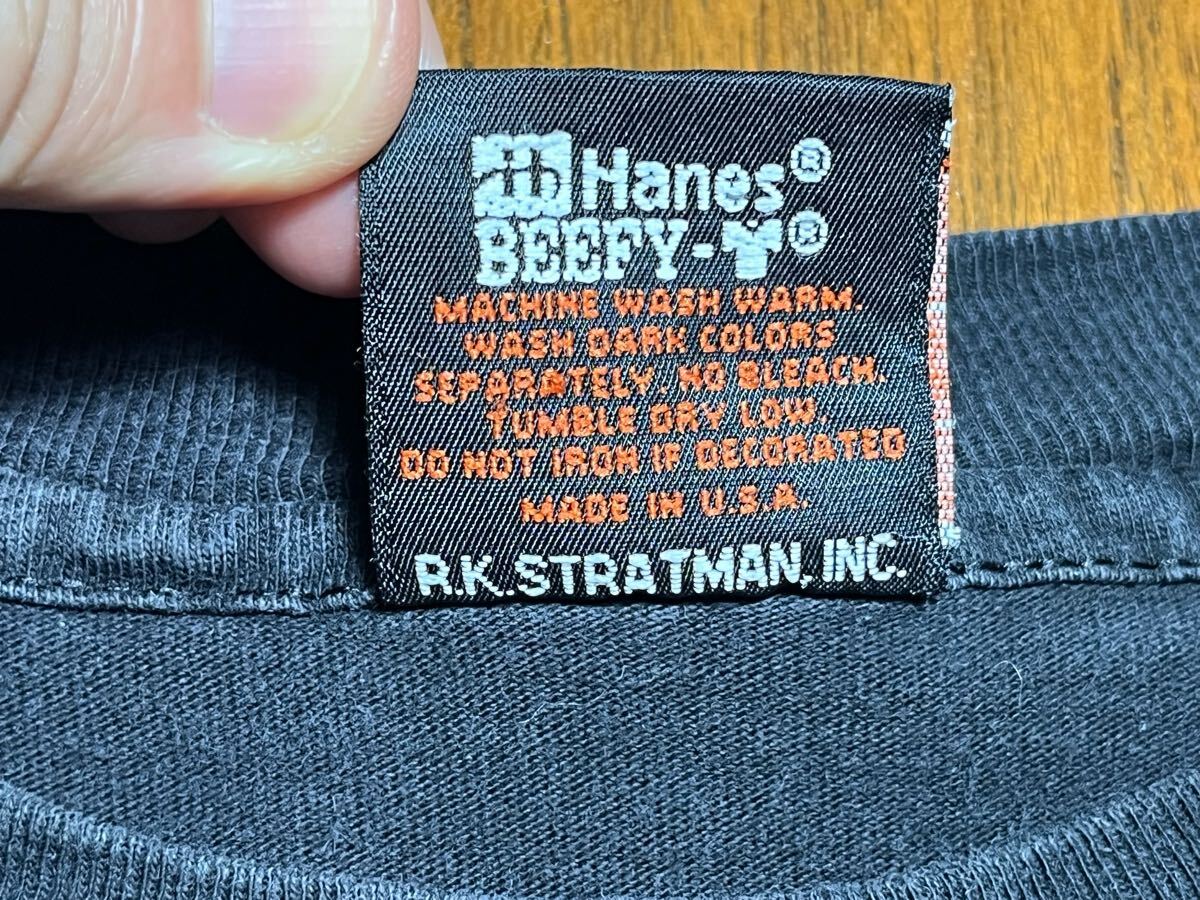 Hanes®
BEEFY-T®
MACHINE WASH WARM.
WASH DARK COLORS
SEPARATELY. NO BLEACH.
TUMBLE DRY LOW.
DO NOT IRON IF DECORATED
MADE IN U.S.A.
R.K.STRATMAN, INC.